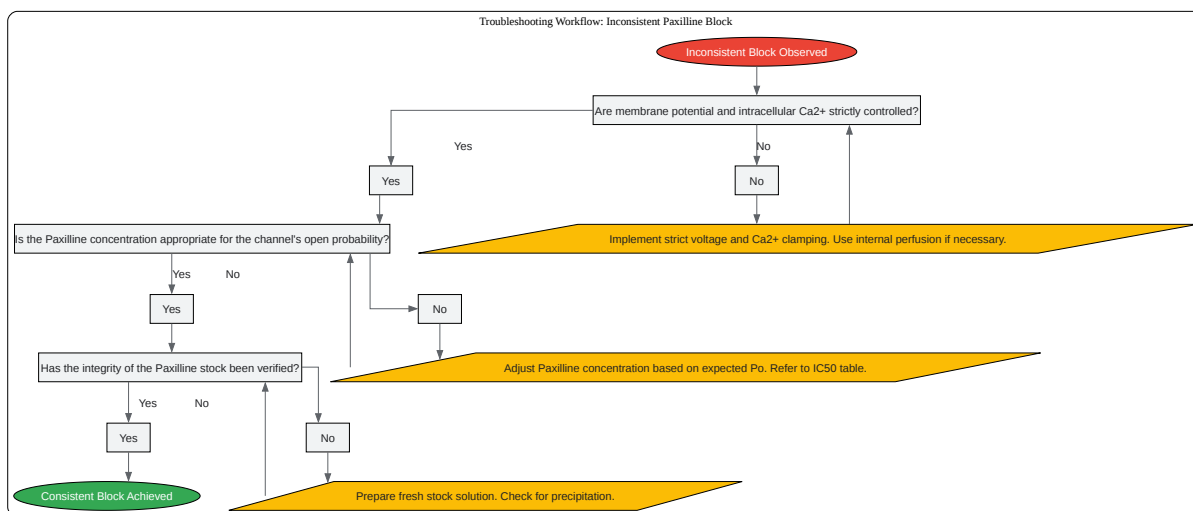 Troubleshooting Workflow: Inconsistent Paxilline Block
Inconsistent Block Observed
Are membrane potential and intracellular Ca2+ strictly controlled?
Yes
No
Yes
No
Is the Paxilline concentration appropriate for the channel's open probability?
Implement strict voltage and Ca2+ clamping. Use internal perfusion if necessary.
Yes
No
Yes
No
Has the integrity of the Paxilline stock been verified?
Adjust Paxilline concentration based on expected Po. Refer to IC50 table.
Yes
No
Yes
No
Consistent Block Achieved
Prepare fresh stock solution. Check for precipitation.